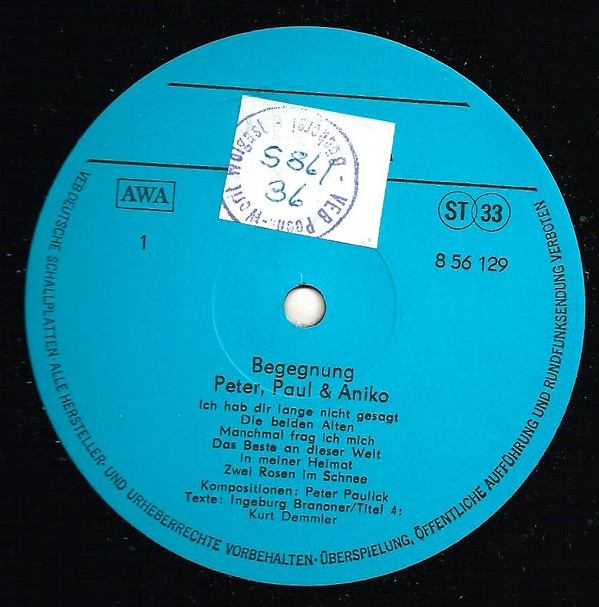 AWA
1
ST 33
8 56 129
5861
36
Begegnung
Peter, Paul & Aniko
Ich hab dir lange nicht gesagt
Die beiden Alten
Manchmal frag ich mich
Das Beste an dieser Welt
In meiner Heimat
Zwei Rosen im Schnee
Kompositionen: Peter Paulick
Texte: Ingeburg Branoner/Titel 4:
Kurt Demmler
VEB DEUTSCHE SCHALLPLATTEN · ALLE HERSTELLER- UND URHEBERRECHTE VORBEHALTEN · ÜBERSPIELUNG, ÖFFENTLICHE AUFFÜHRUNG UND RUNDFUNKSENDUNG VERBOTEN